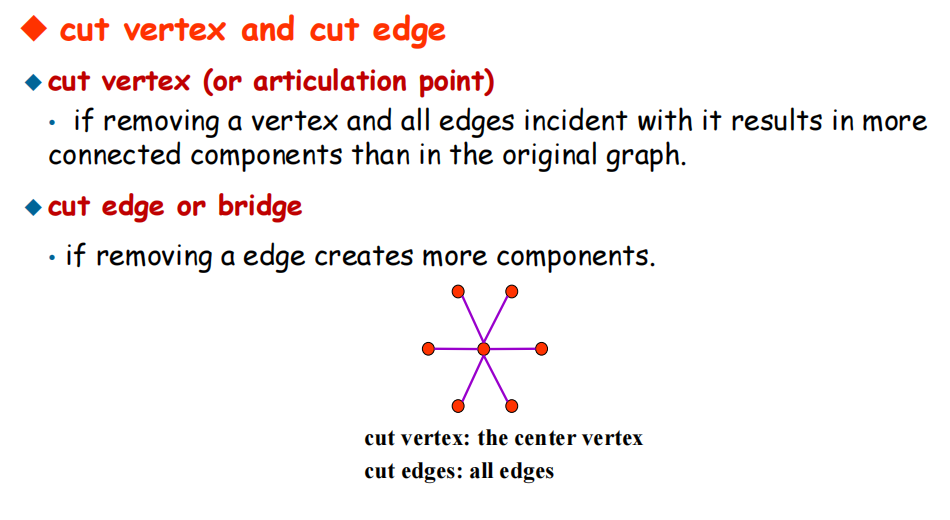 cut vertex and cut edge
cut vertex (or articulation point)
• if removing a vertex and all edges incident with it results in more
connected components than in the original graph.
cut edge or bridge
• if removing a edge creates more components.
cut vertex: the center vertex
cut edges: all edges